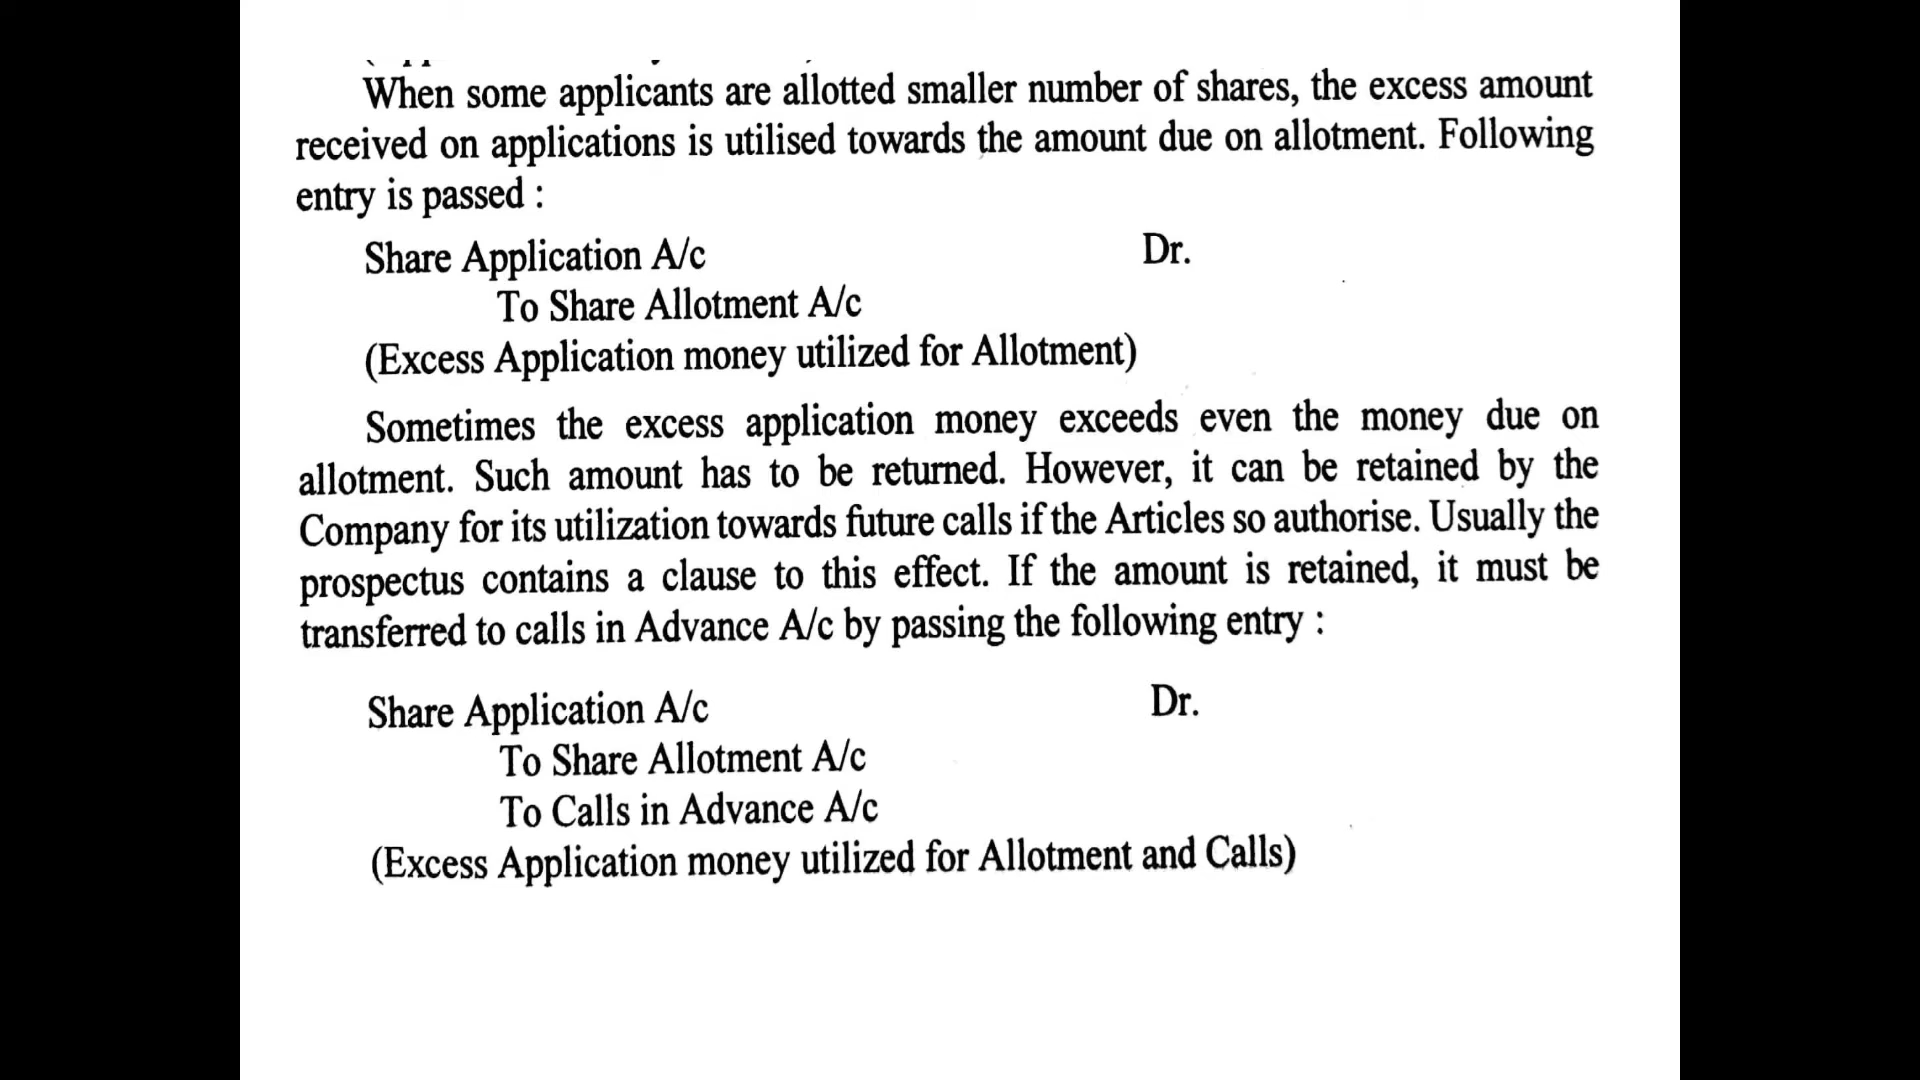 When some applicants are allotted smaller number of shares, the excess amount
received on applications is utilised towards the amount due on allotment. Following
entry is passed :
Share Application A/c Dr.
To Share Allotment A/c
(Excess Application money utilized for Allotment)
Sometimes the excess application money exceeds even the money due on
allotment. Such amount has to be returned. However, it can be retained by the
Company for its utilization towards future calls if the Articles so authorise. Usually the
prospectus contains a clause to this effect. If the amount is retained, it must be
transferred to calls in Advance A/c by passing the following entry :
Share Application A/c Dr.
To Share Allotment A/c
To Calls in Advance A/c
(Excess Application money utilized for Allotment and Calls)